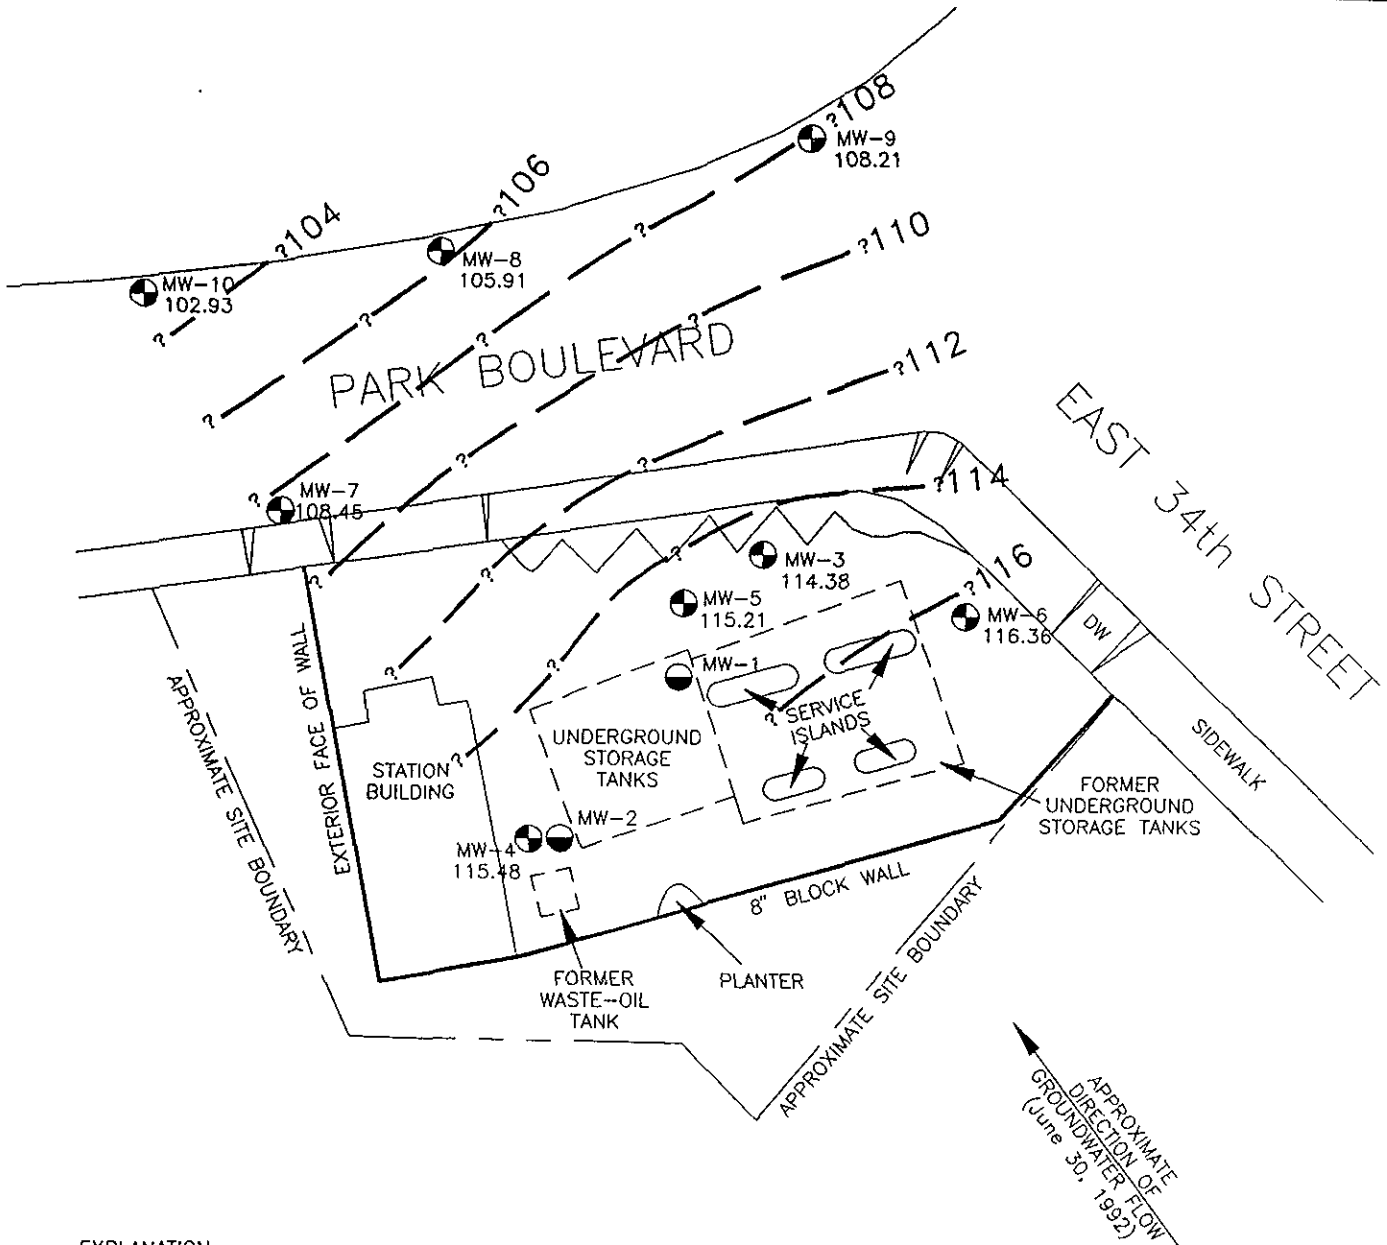 ?108
MW-9
108.21
?106
?104
?110
MW-8
105.91
MW-10
102.93
?
?
?
?
?
?
PARK BOULEVARD
?112
EAST 34th STREET
?
?
?
?114
MW-7
108.45
?
?
?
MW-3
114.38
?116
MW-5
115.21
MW-6
116.36
DW
MW-1
?
?
?
SERVICE
ISLANDS
EXTERIOR FACE OF WALL
APPROXIMATE SITE BOUNDARY
UNDERGROUND
STORAGE
TANKS
STATION
BUILDING
?
SIDEWALK
FORMER
UNDERGROUND
STORAGE TANKS
MW-2
MW-4
115.48
8" BLOCK WALL
FORMER
WASTE-OIL
TANK
PLANTER
APPROXIMATE SITE BOUNDARY
APPROXIMATE
DIRECTION OF
GROUNDWATER FLOW
(June 30, 1992)
EXPLANATION